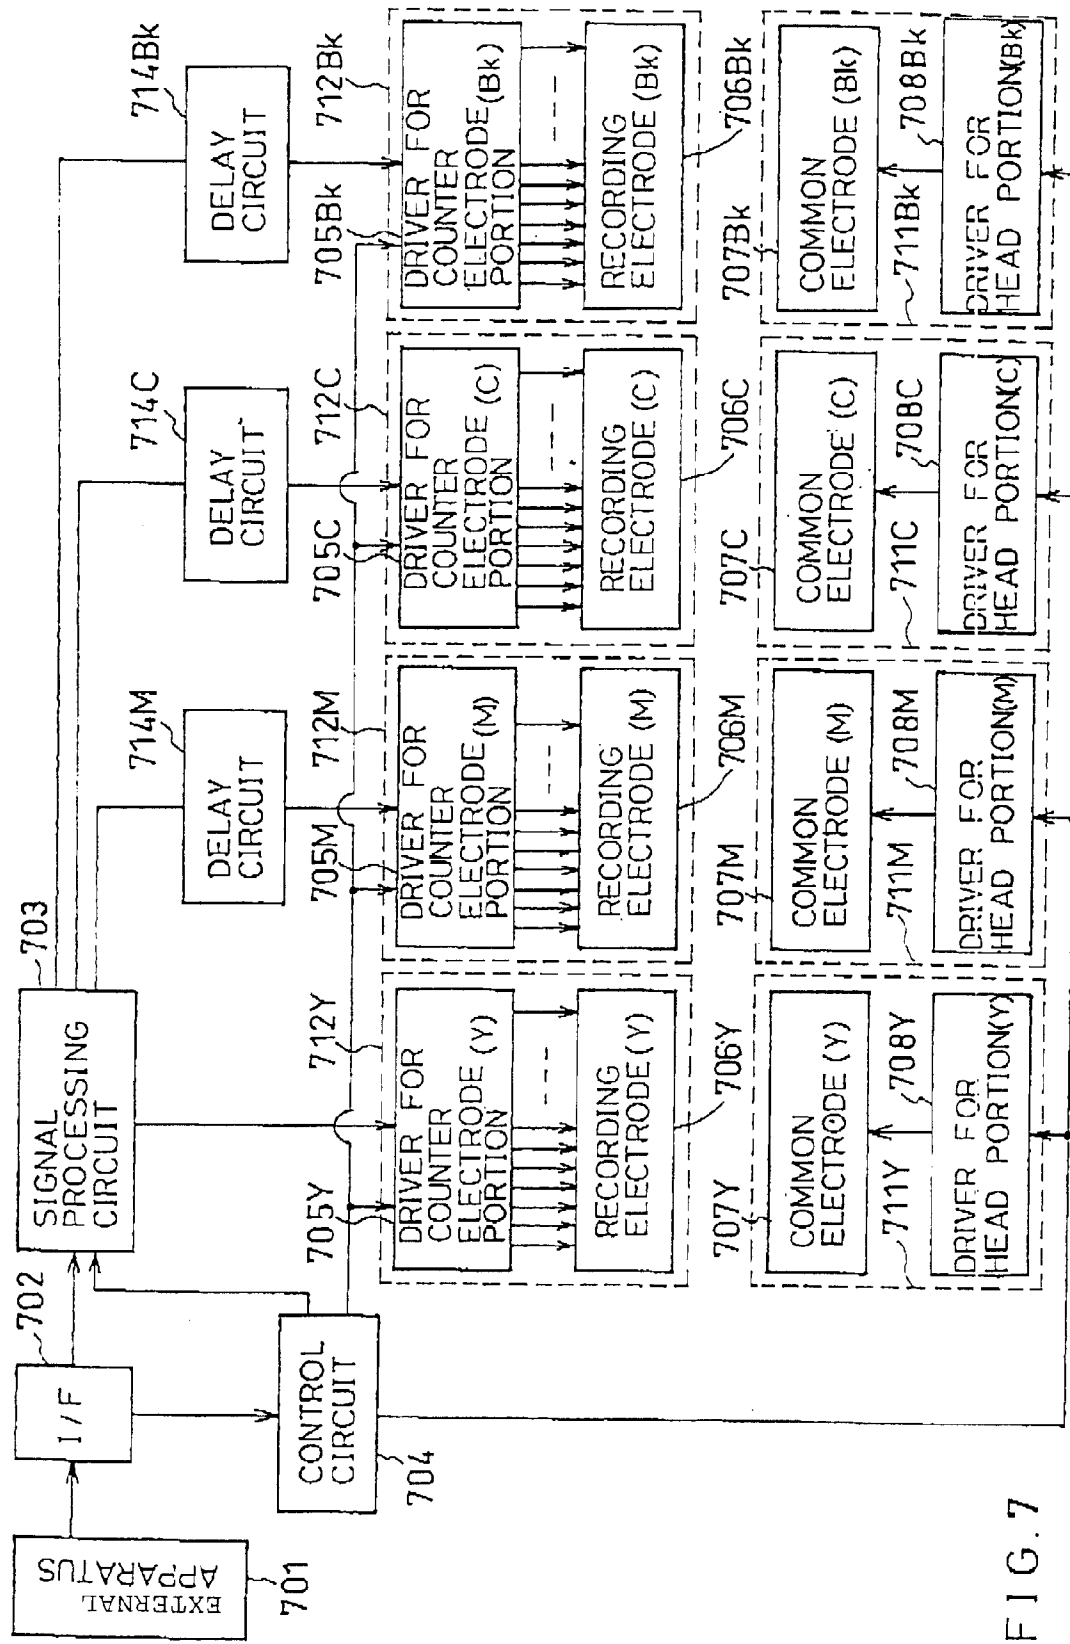 EXTERNAL
APPARATUS
701
I/F
702
SIGNAL
PROCESSING
CIRCUIT
703
CONTROL
CIRCUIT
704
DELAY
CIRCUIT
714M
DELAY
CIRCUIT
714C
DELAY
CIRCUIT
714Bk
705Y
712Y
DRIVER FOR
COUNTER
ELECTRODE (Y)
PORTION
RECORDING
ELECTRODE (Y)
706Y
705M
712M
DRIVER FOR
COUNTER
ELECTRODE (M)
PORTION
RECORDING
ELECTRODE (M)
706M
705C
712C
DRIVER FOR
COUNTER
ELECTRODE (C)
PORTION
RECORDING
ELECTRODE (C)
706C
705Bk
712Bk
DRIVER FOR
COUNTER
ELECTRODE (Bk)
PORTION
RECORDING
ELECTRODE (Bk)
706Bk
707Y
COMMON
ELECTRODE (Y)
711Y
708Y
DRIVER FOR
HEAD PORTION(Y)
707M
COMMON
ELECTRODE (M)
711M
708M
DRIVER FOR
HEAD PORTION(M)
707C
COMMON
ELECTRODE (C)
711C
708C
DRIVER FOR
HEAD PORTION(C)
707Bk
COMMON
ELECTRODE (Bk)
711Bk
708Bk
DRIVER FOR
HEAD PORTION(Bk)
FIG. 7